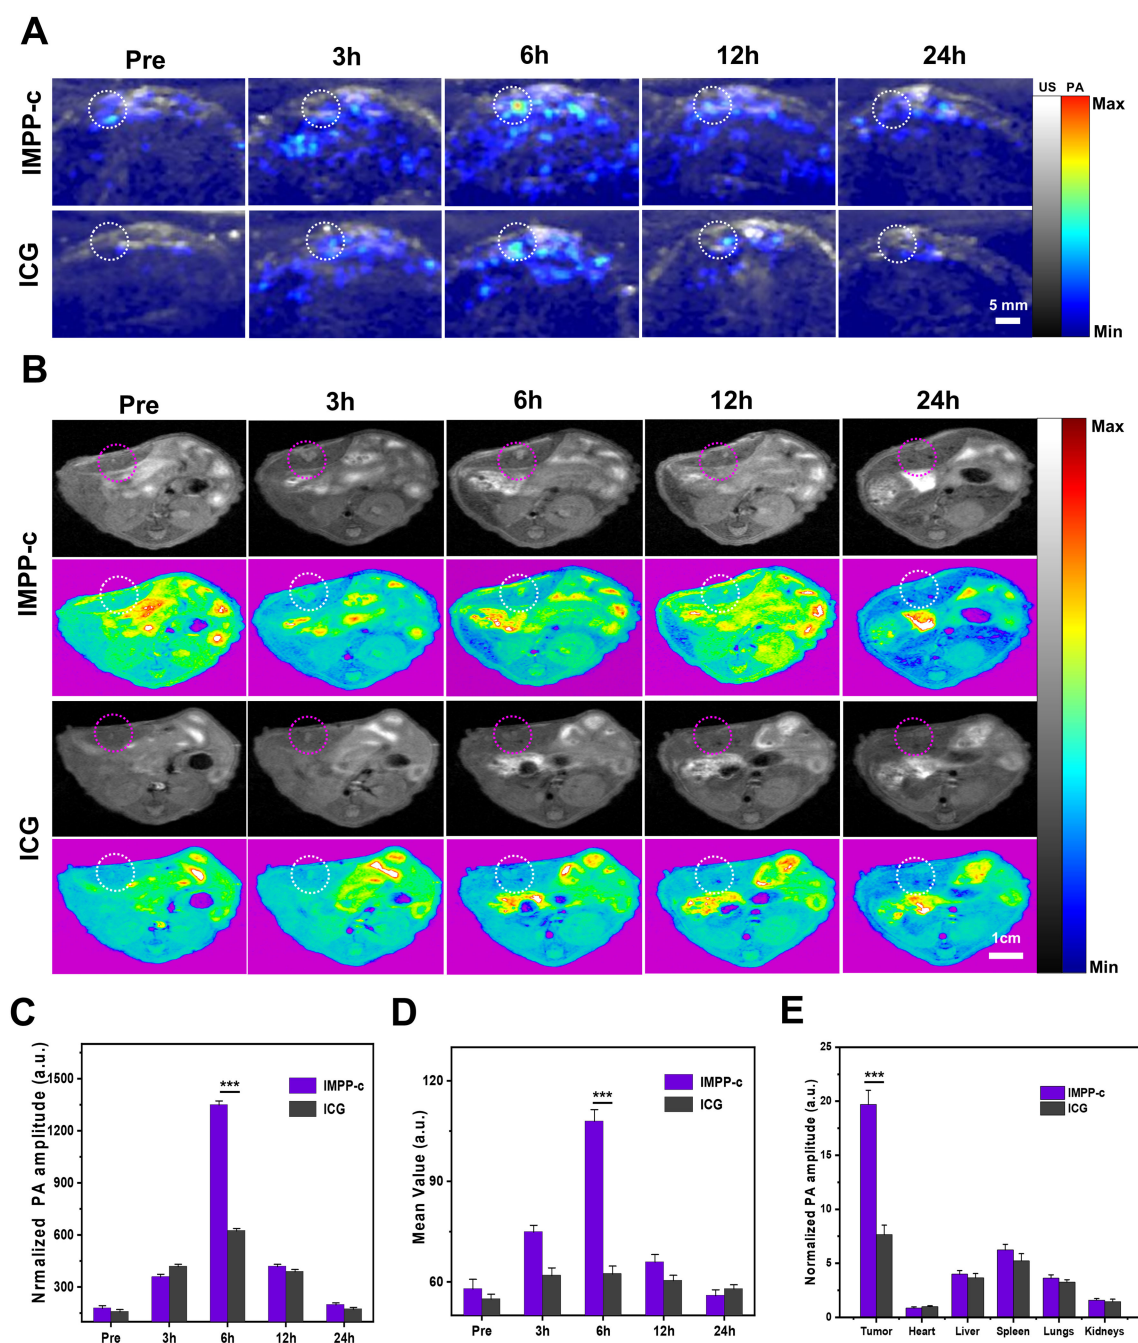 A
Pre 3h 6h 12h 24h
IMPP-c
US PA
Max
ICG
5 mm
Min
B
Pre 3h 6h 12h 24h
Max
IMPP-c
ICG
1cm
Min
C
Nrmalized PA amplitude (a.u.)
1500
1200
900
600
300
***
IMPP-c
ICG
Pre 3h 6h 12h 24h
D
Mean Value (a.u.)
120
90
60
***
IMPP-c
ICG
Pre 3h 6h 12h 24h
E
Normalized PA amplitude (a.u.)
25
20
15
10
5
0
***
IMPP-c
ICG
Tumor Heart Liver Spleen Lungs Kidneys